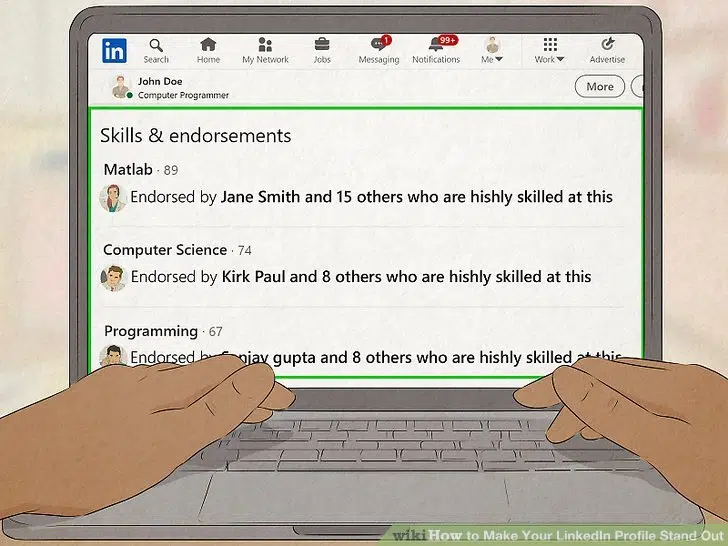 in
1
99+
Search
Home
My Network
Jobs
Messaging
Notifications
Me
Work
Advertise
John Doe
Computer Programmer
More
Skills & endorsements
Matlab · 89
Endorsed by Jane Smith and 15 others who are hishly skilled at this
Computer Science · 74
Endorsed by Kirk Paul and 8 others who are hishly skilled at this
Programming · 67
Endorsed by Sanjay gupta and 8 others who are hishly skilled at this
wikiHow to Make Your LinkedIn Profile Stand Out